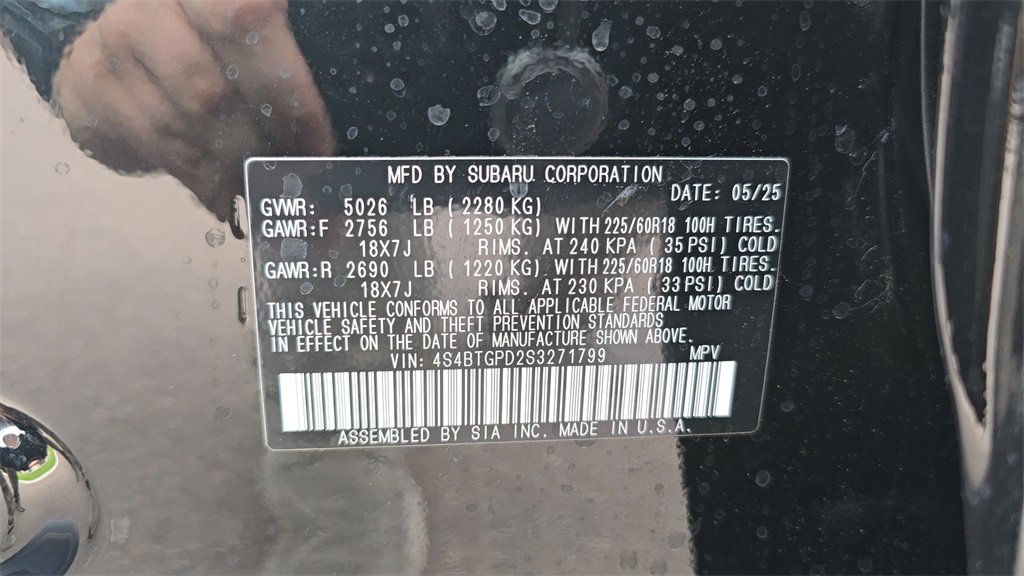 MFD BY SUBARU CORPORATION
DATE: 05/25
GVWR: 5026 LB (2280 KG)
GAWR:F 2756 LB (1250 KG) WITH 225/60R18 100H TIRES.
18X7J RIMS. AT 240 KPA (35 PSI) COLD
GAWR:R 2690 LB (1220 KG) WITH 225/60R18 100H TIRES.
18X7J RIMS. AT 230 KPA (33 PSI) COLD
THIS VEHICLE CONFORMS TO ALL APPLICABLE FEDERAL MOTOR
VEHICLE SAFETY AND THEFT PREVENTION STANDARDS
IN EFFECT ON THE DATE OF MANUFACTURE SHOWN ABOVE.
VIN: 4S4BTGPD2S3271799 MPV
ASSEMBLED BY SIA INC. MADE IN U.S.A.